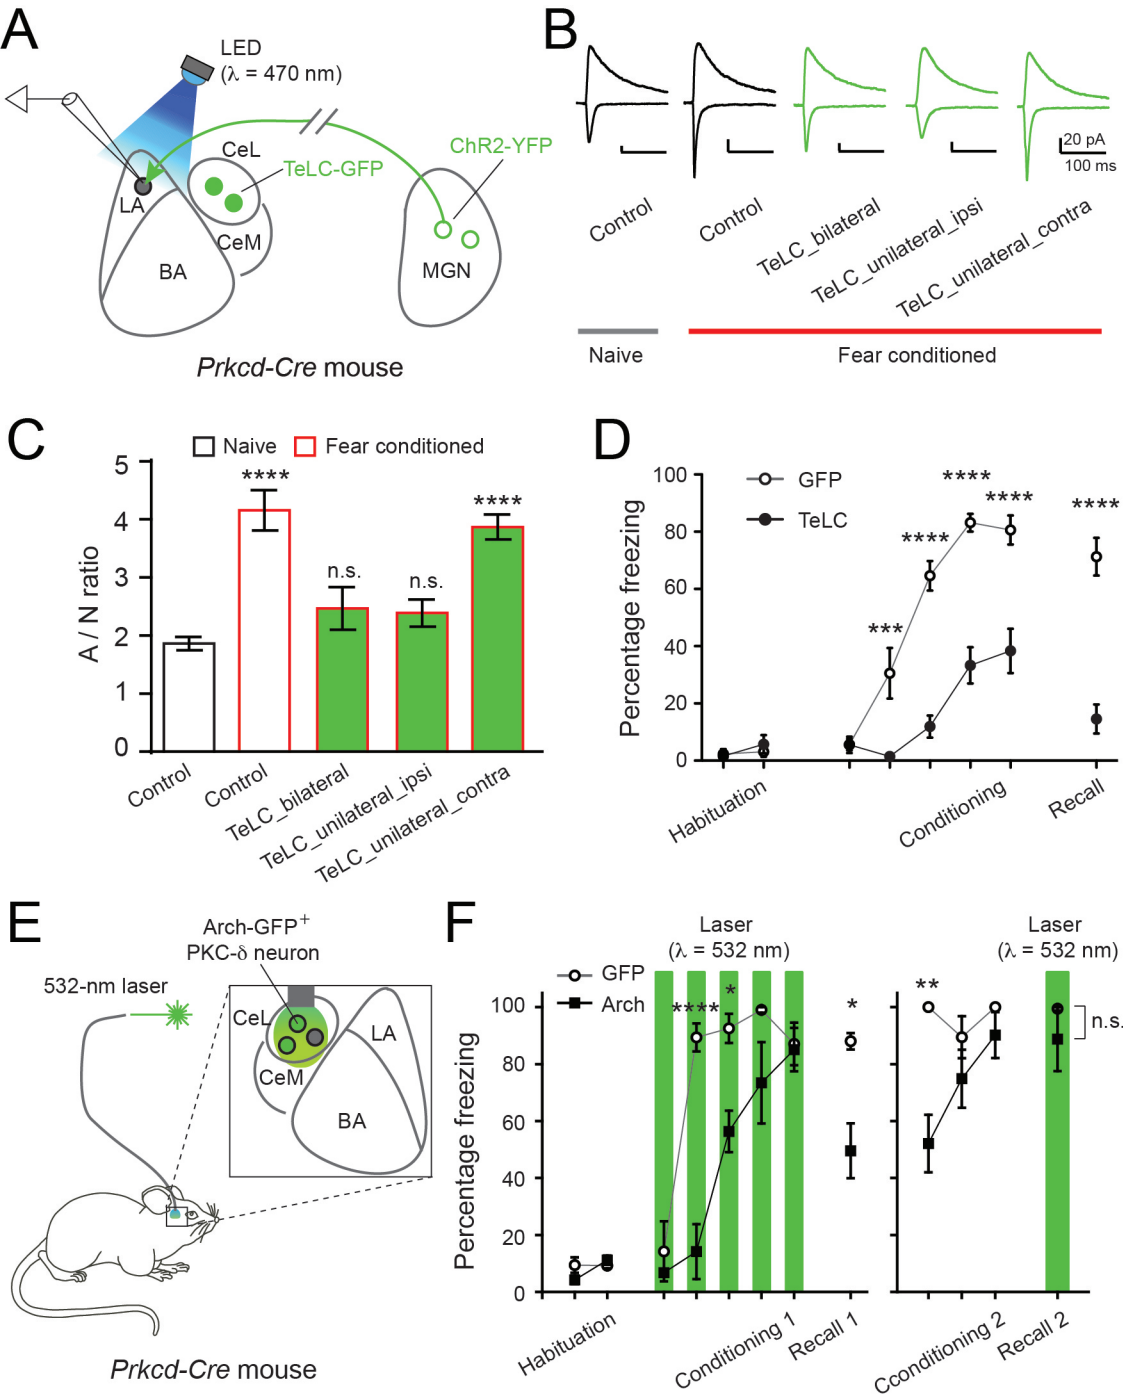 A
LED
(λ = 470 nm)
CeL
TeLC-GFP
ChR2-YFP
LA
CeM
BA
MGN
Prkcd-Cre mouse
B
20 pA
100 ms
Control
Control
TeLC_bilateral
TeLC_unilateral_ipsi
TeLC_unilateral_contra
Naive
Fear conditioned
C
Naive
Fear conditioned
A / N ratio
5
4
3
2
1
0
****
n.s.
n.s.
****
Control
Control
TeLC_bilateral
TeLC_unilateral_ipsi
TeLC_unilateral_contra
D
GFP
TeLC
Percentage freezing
100
80
60
40
20
0
***
****
****
****
****
Habituation
Conditioning
Recall
E
Arch-GFP+
PKC-δ neuron
532-nm laser
CeL
LA
CeM
BA
Prkcd-Cre mouse
F
Laser
(λ = 532 nm)
Laser
(λ = 532 nm)
GFP
Arch
Percentage freezing
100
80
60
40
20
0
****
*
*
**
n.s.
Habituation
Conditioning 1
Recall 1
Cconditioning 2
Recall 2